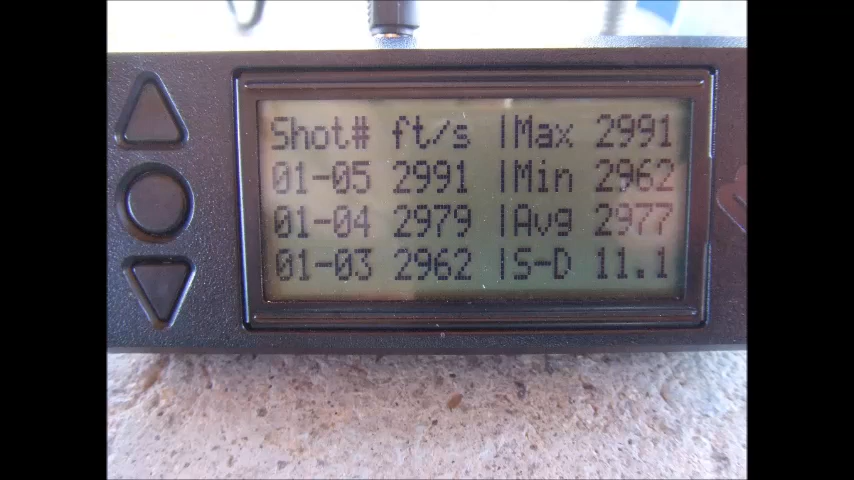 Shot# ft/s |Max 2991
01-05 2991 |Min 2962
01-04 2979 |Avg 2977
01-03 2962 |S-D 11.1